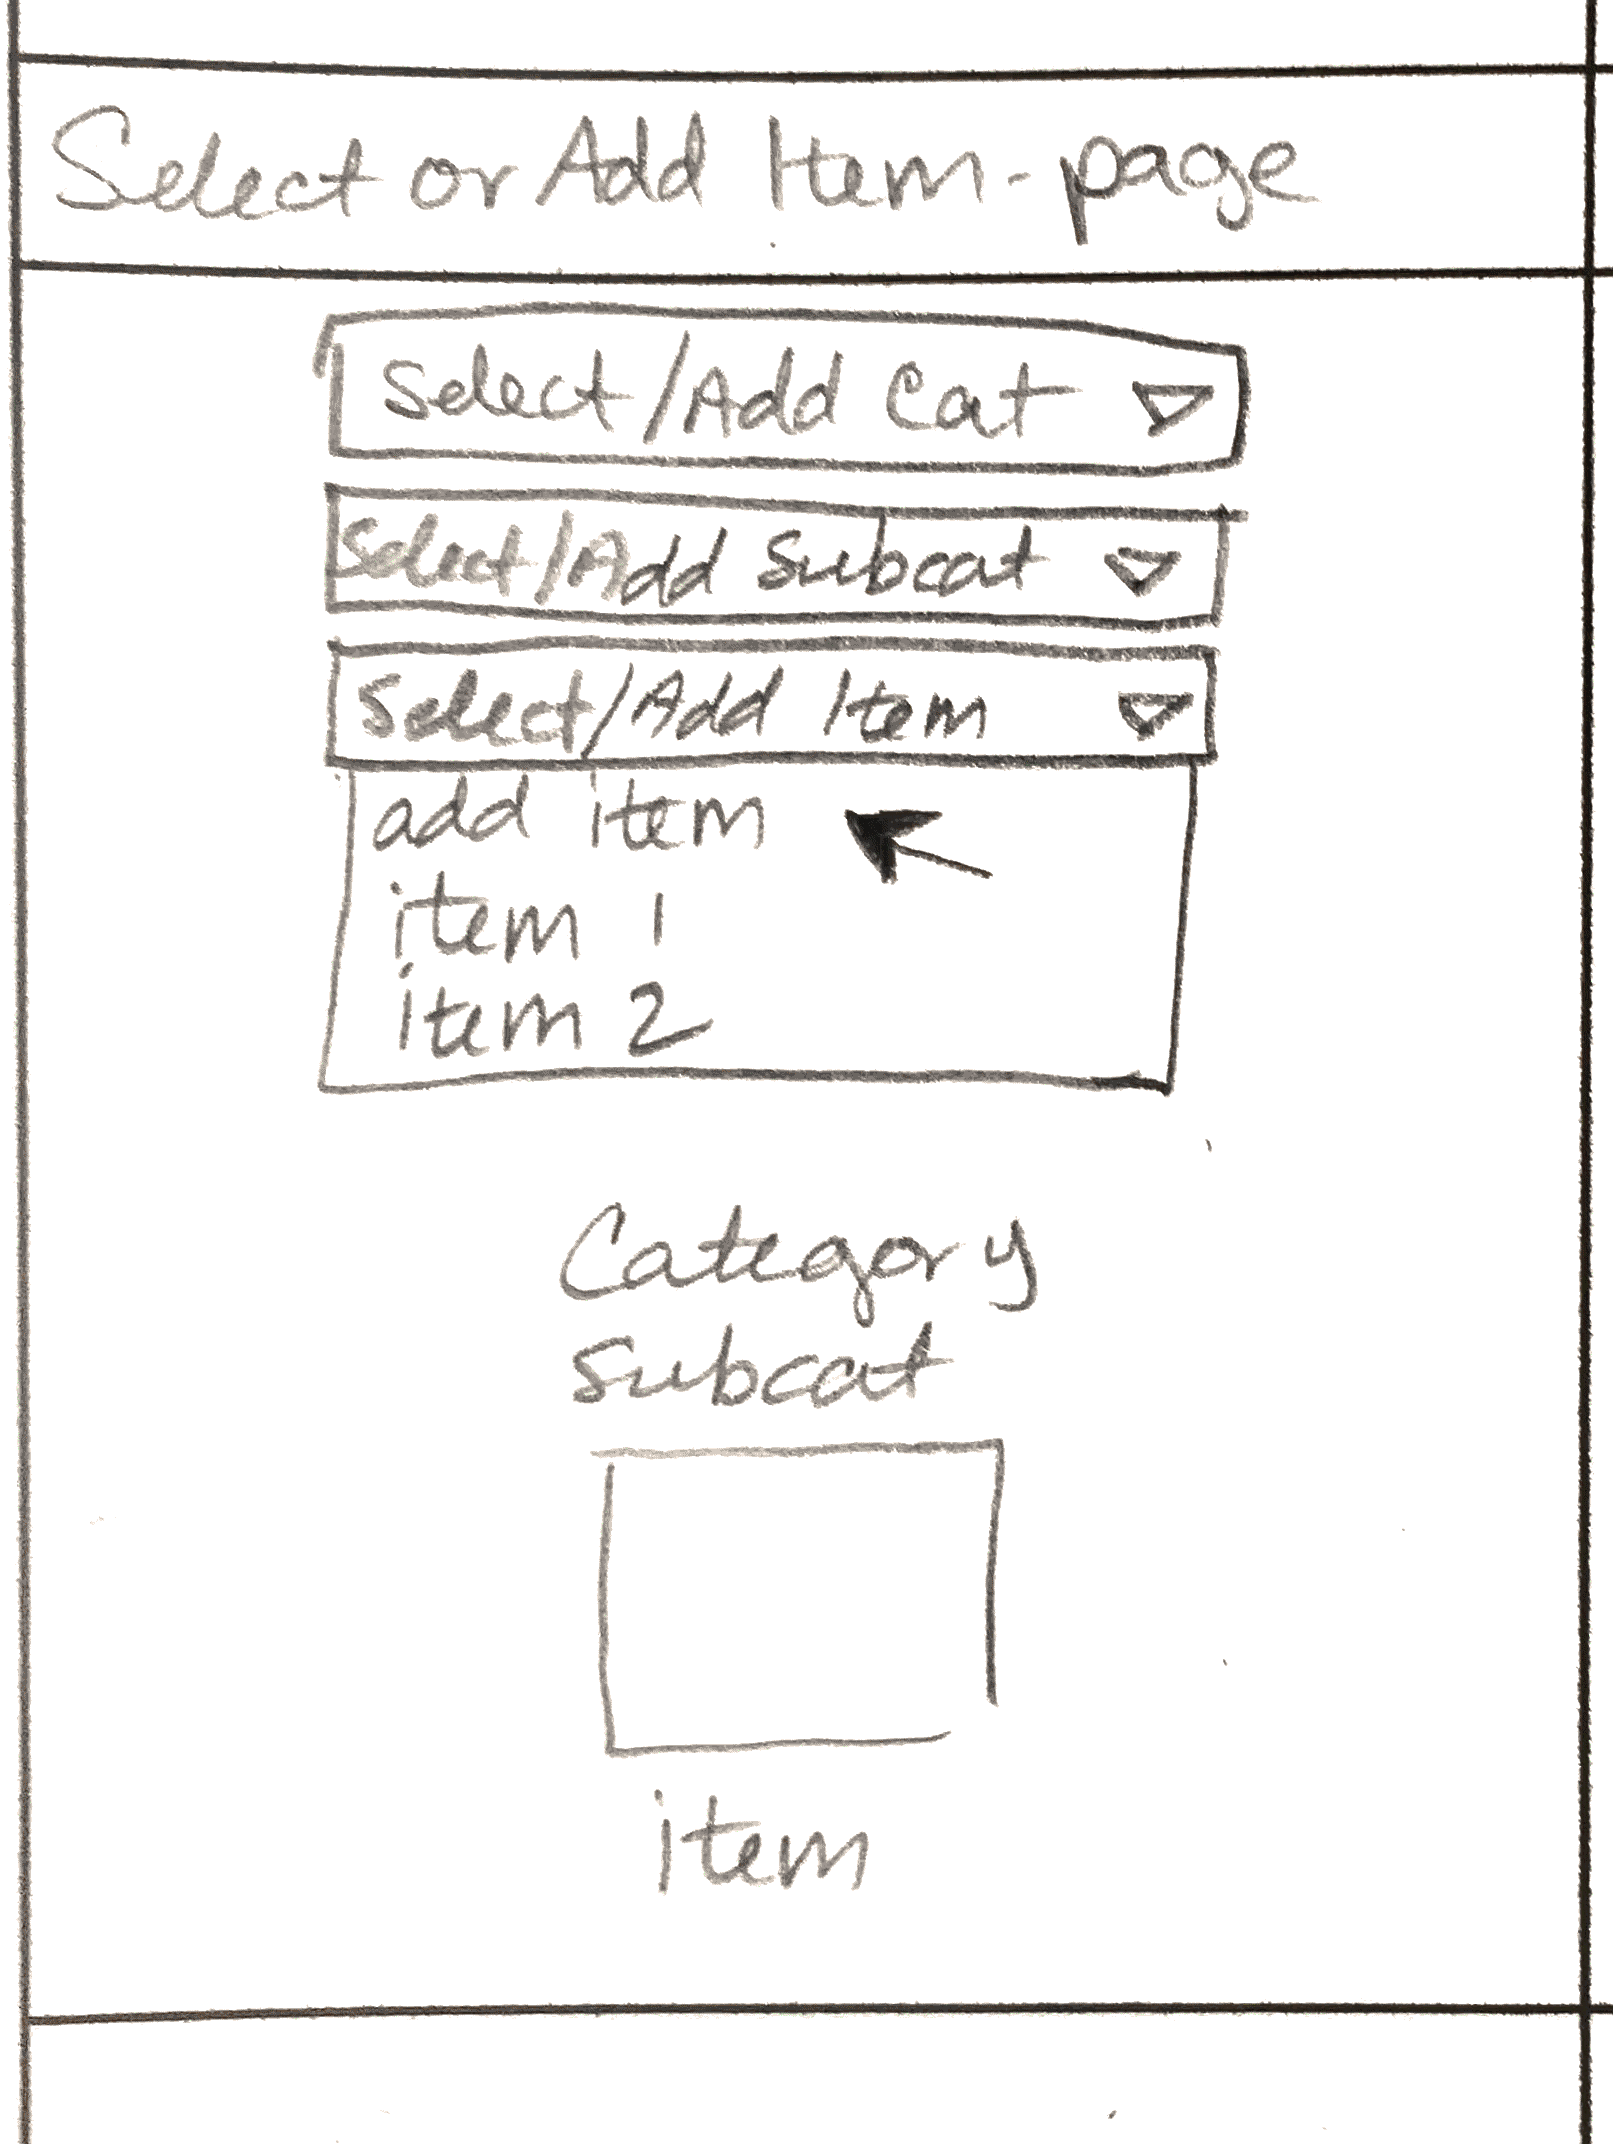 Select or Add Item-page
Select/Add Cat
Select/Add Subcat
Select/Add Item
add item
item 1
item 2
Category
Subcat
item